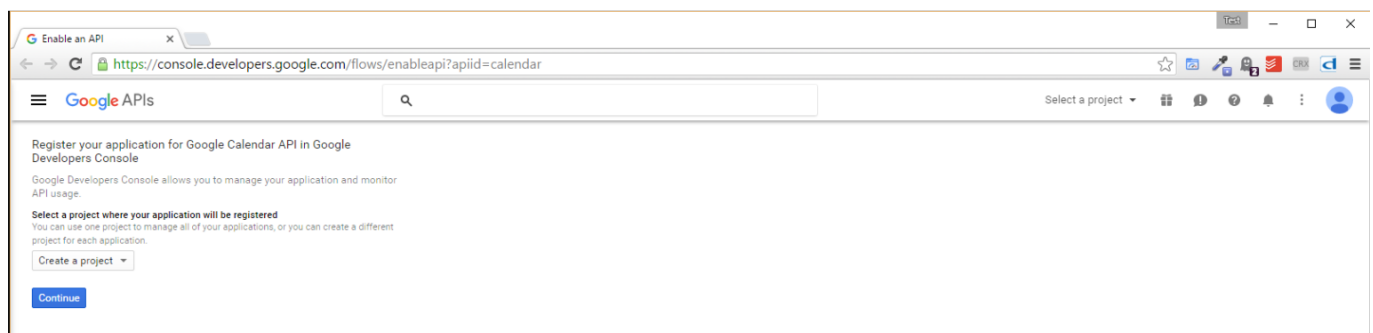 Test
Enable an API
https://console.developers.google.com/flows/enableapi?apiid=calendar
2
CRX
Google APIs
Select a project
Register your application for Google Calendar API in Google
Developers Console
Google Developers Console allows you to manage your application and monitor
API usage.
Select a project where your application will be registered
You can use one project to manage all of your applications, or you can create a different
project for each application.
Create a project
Continue